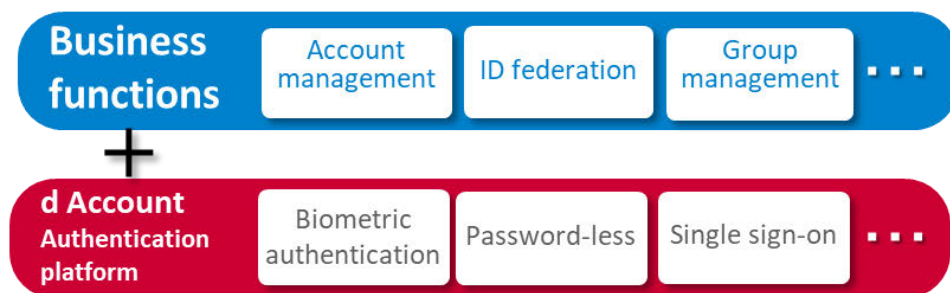 Business
functions
Account
management
ID federation
Group
management
...
+
d Account
Authentication
platform
Biometric
authentication
Password-less
Single sign-on
...